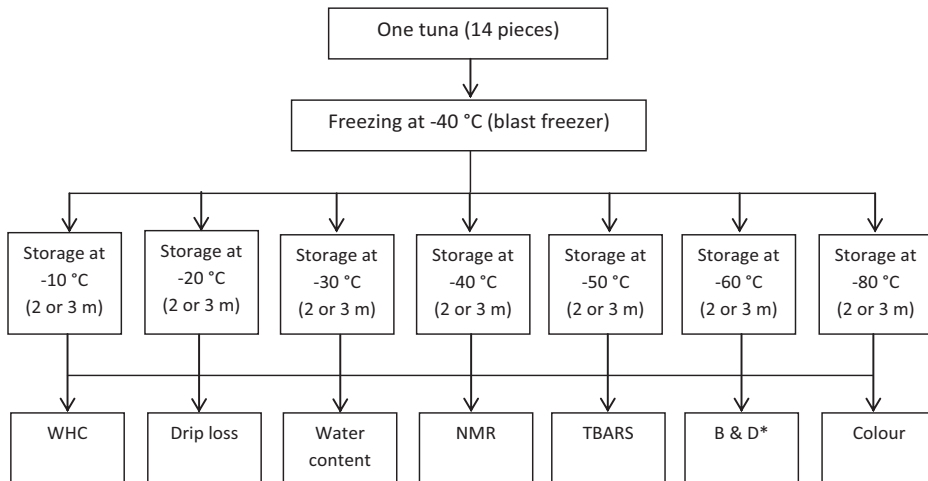 One tuna (14 pieces)
Freezing at -40 °C (blast freezer)
Storage at
-10 °C
(2 or 3 m)
Storage at
-20 °C
(2 or 3 m)
Storage at
-30 °C
(2 or 3 m)
Storage at
-40 °C
(2 or 3 m)
Storage at
-50 °C
(2 or 3 m)
Storage at
-60 °C
(2 or 3 m)
Storage at
-80 °C
(2 or 3 m)
WHC
Drip loss
Water
content
NMR
TBARS
B & D*
Colour